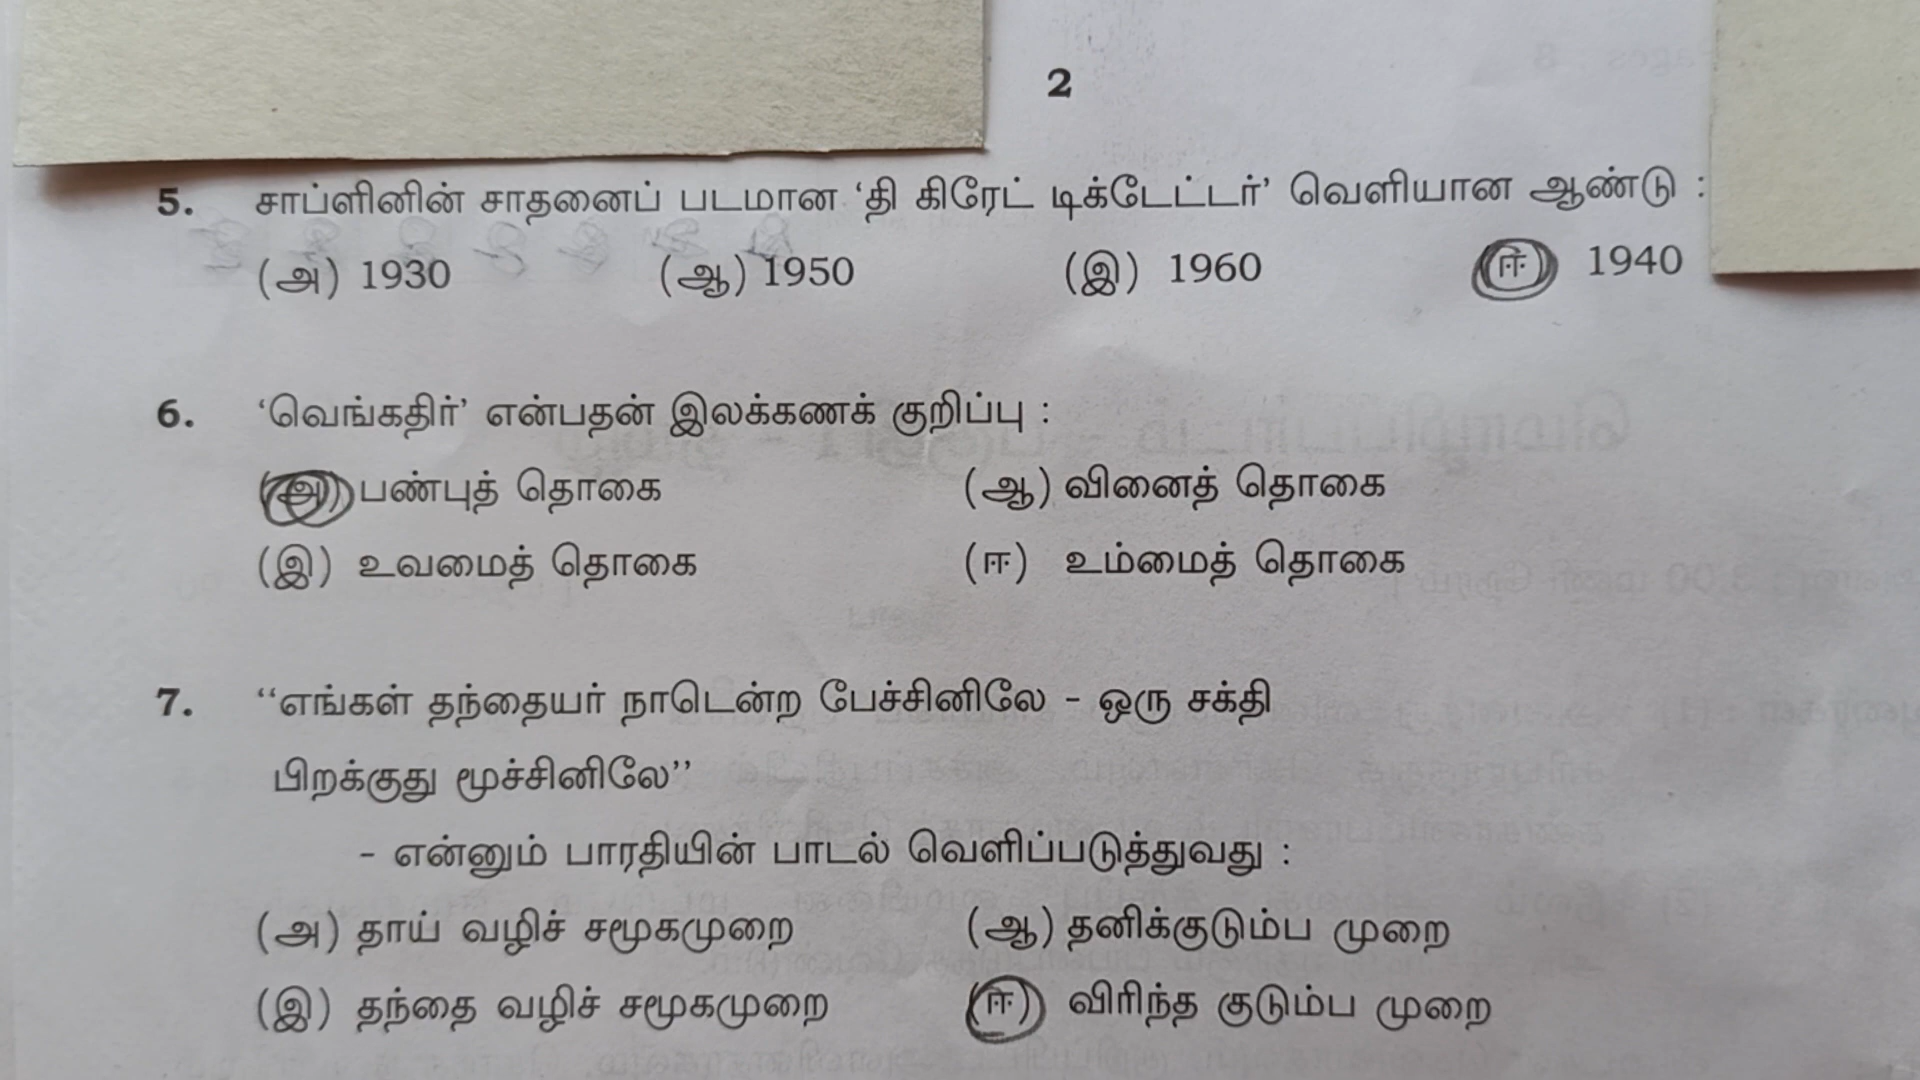 2
5. சாப்ளினின் சாதனைப் படமான ‘தி கிரேட் டிக்டேட்டர்’ வெளியான ஆண்டு :
(அ) 1930 (ஆ) 1950 (இ) 1960 (ஈ) 1940
6. ‘வெங்கதிர்’ என்பதன் இலக்கணக் குறிப்பு :
(அ) பண்புத் தொகை (ஆ) வினைத் தொகை
(இ) உவமைத் தொகை (ஈ) உம்மைத் தொகை
7. “எங்கள் தந்தையர் நாடென்ற பேச்சினிலே - ஒரு சக்தி
பிறக்குது மூச்சினிலே”
- என்னும் பாரதியின் பாடல் வெளிப்படுத்துவது :
(அ) தாய் வழிச் சமூகமுறை (ஆ) தனிக்குடும்ப முறை
(இ) தந்தை வழிச் சமூகமுறை (ஈ) விரிந்த குடும்ப முறை